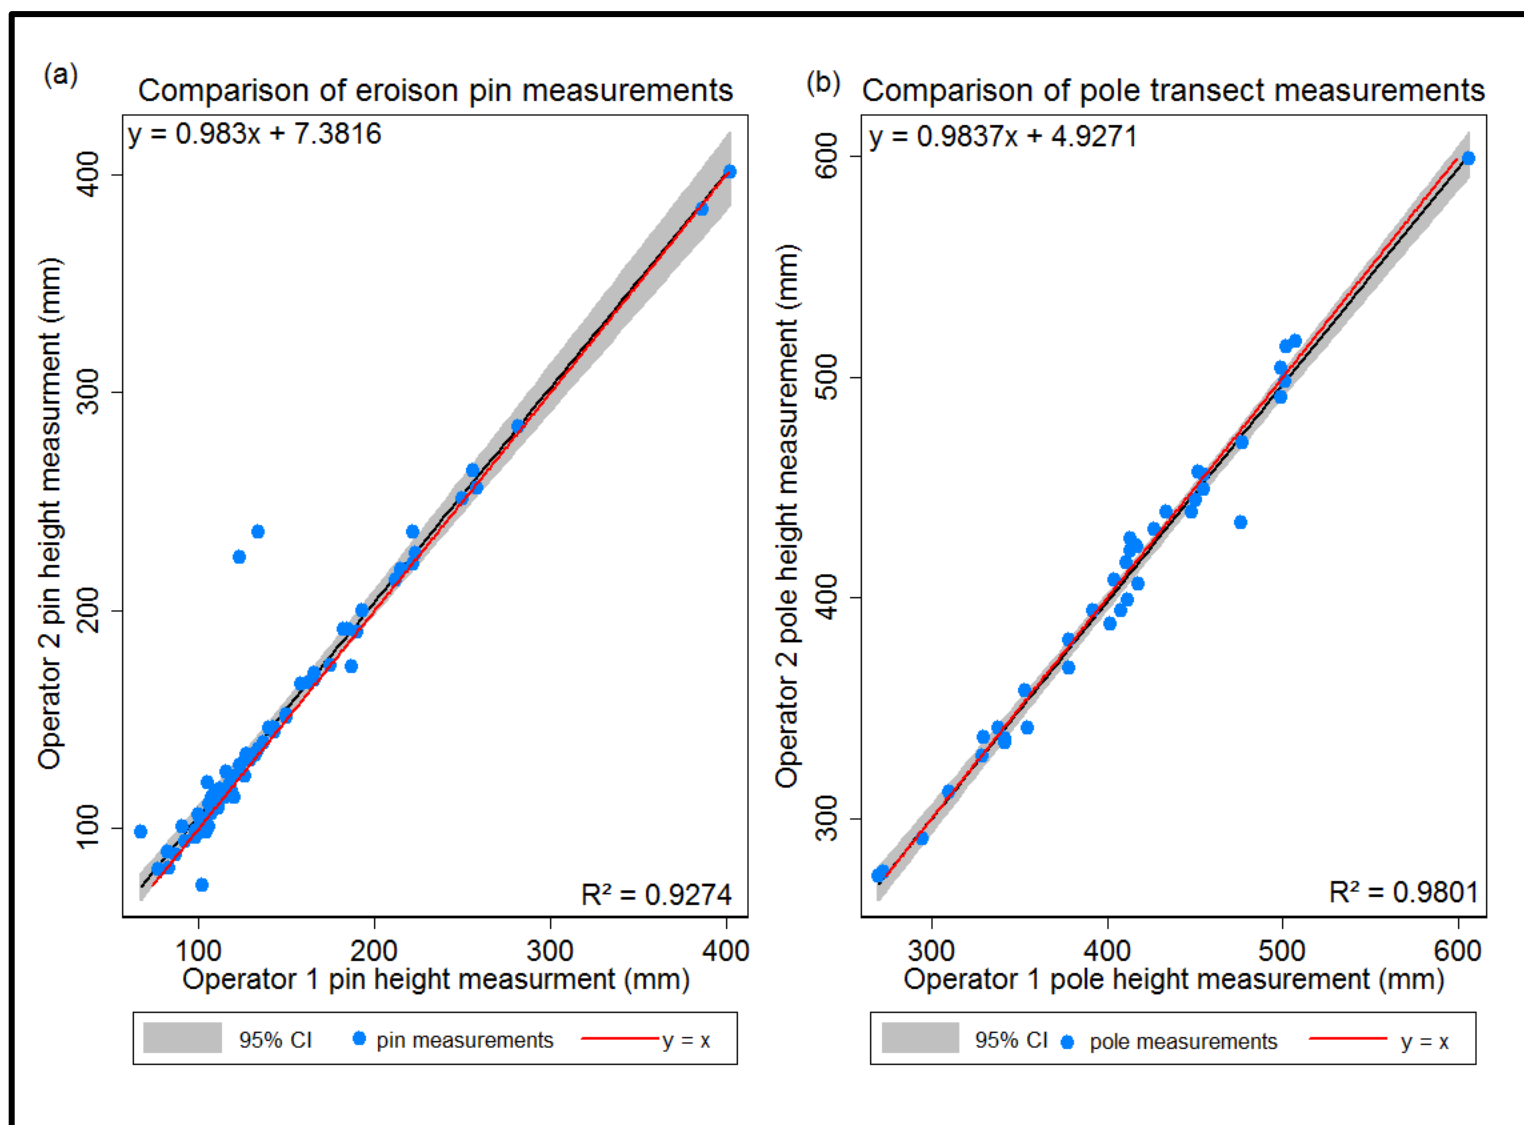 (a)
Comparison of eroison pin measurements
y = 0.983x + 7.3816
400
300
200
100
Operator 2 pin height measurment (mm)
R² = 0.9274
100 200 300 400
Operator 1 pin height measurment (mm)
95% CI pin measurements y = x
(b)
Comparison of pole transect measurements
y = 0.9837x + 4.9271
600
500
400
300
Operator 2 pole height measurement (mm)
R² = 0.9801
300 400 500 600
Operator 1 pole height measurement (mm)
95% CI pole measurements y = x